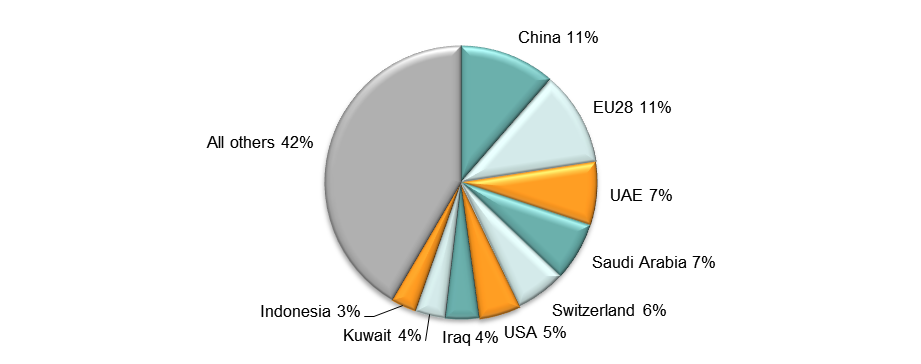 China 11%
EU28 11%
UAE 7%
Saudi Arabia 7%
Switzerland 6%
USA 5%
Iraq 4%
Kuwait 4%
Indonesia 3%
All others 42%